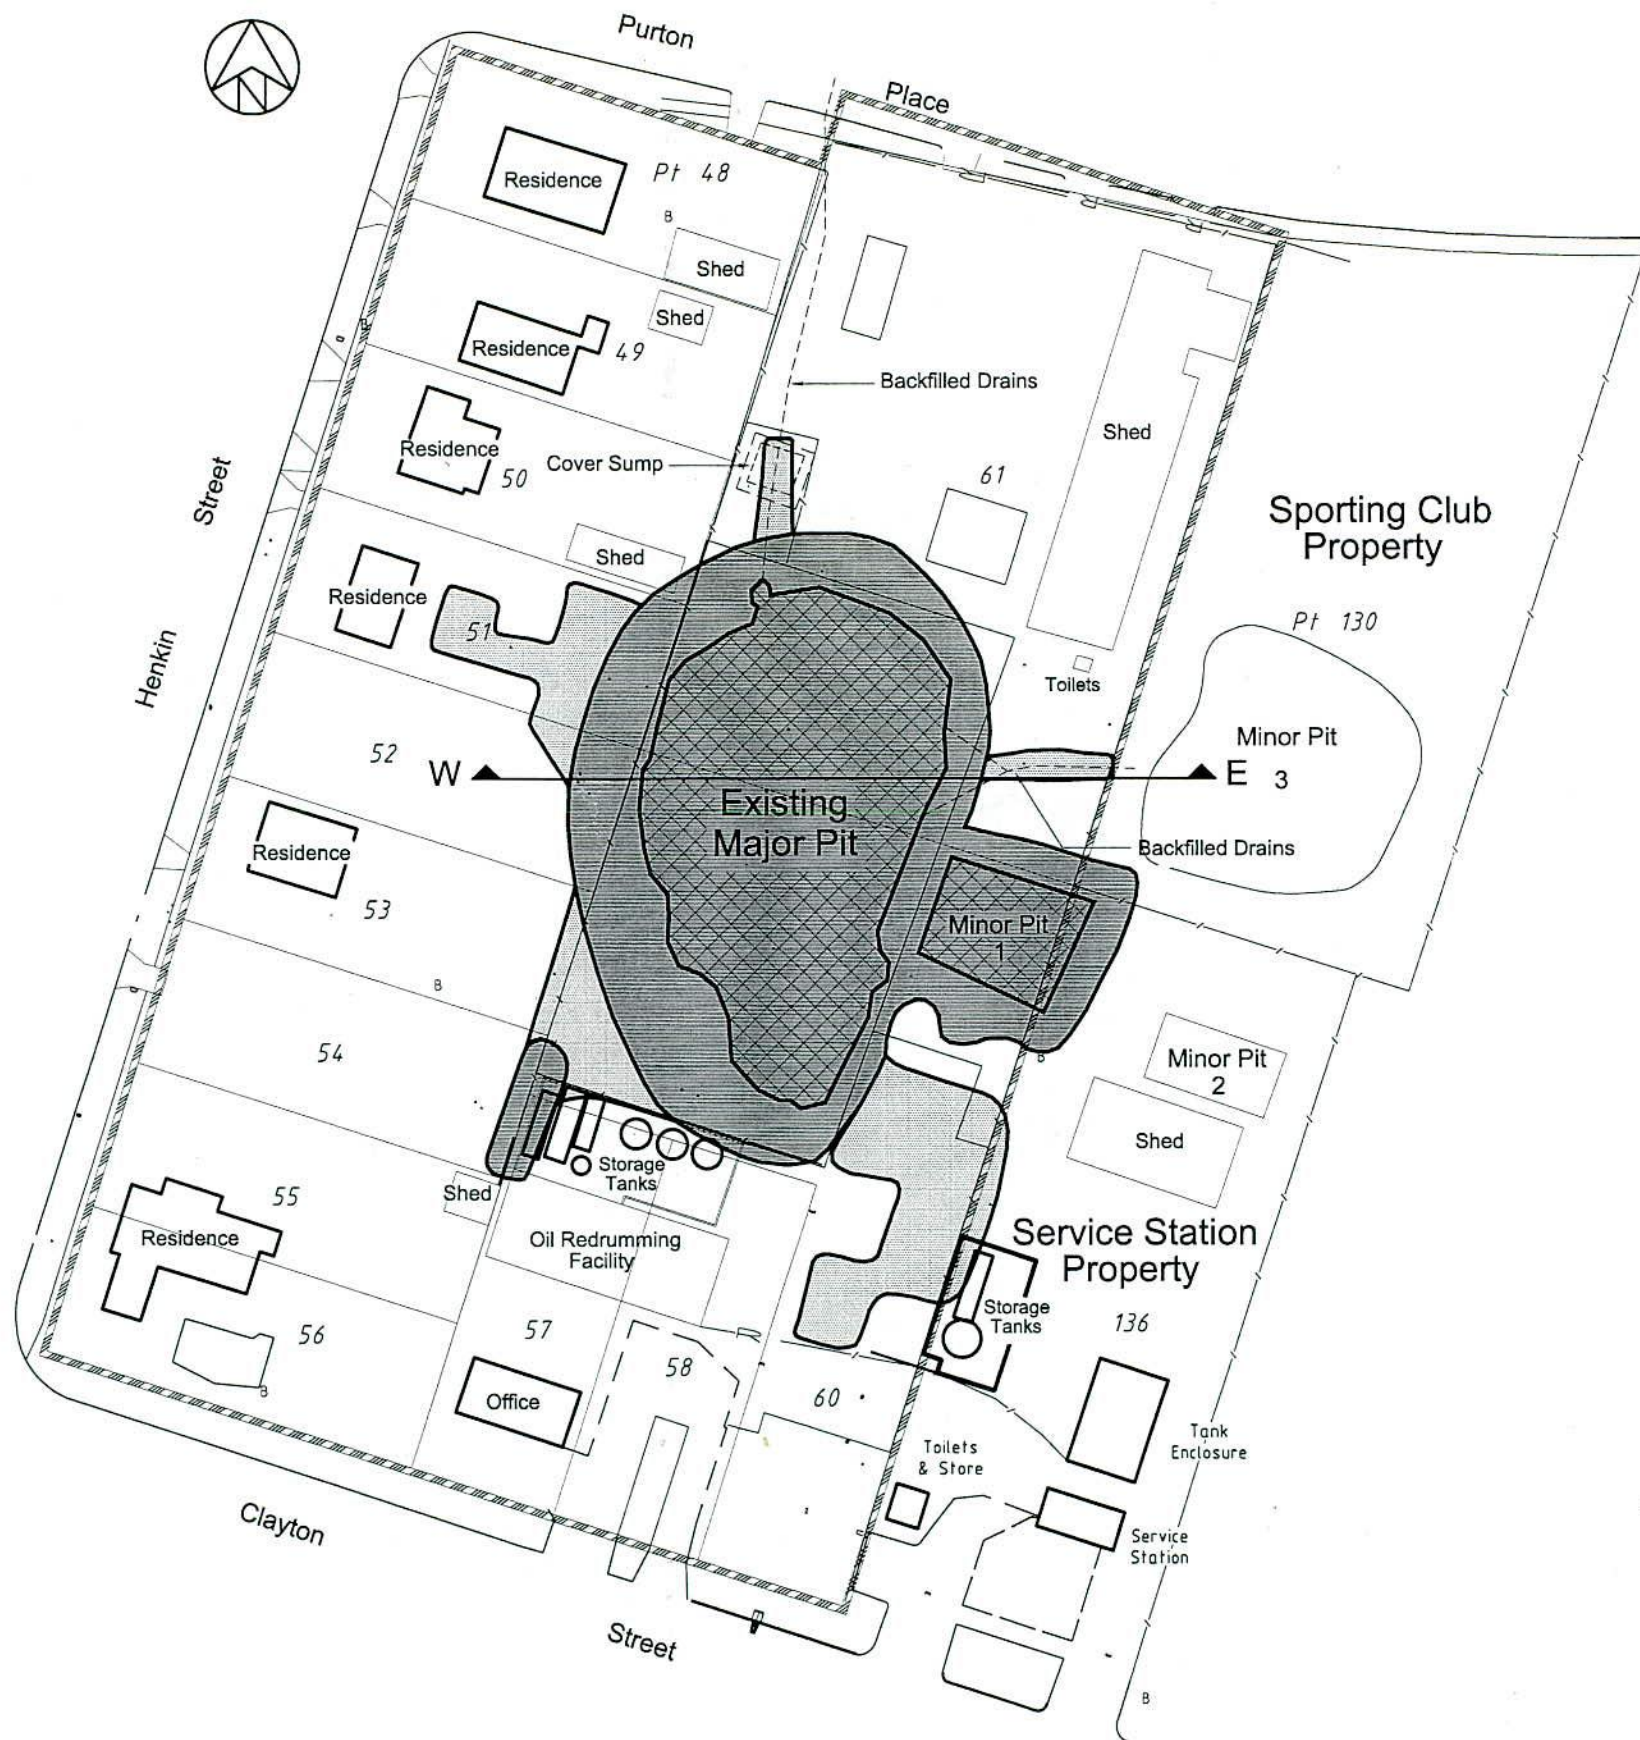 Purton
Place
N
Residence
Pt 48
B
Shed
Shed
Residence
49
Backfilled Drains
Residence
50
Cover Sump
Shed
61
Shed
Street
Sporting Club
Property
Residence
51
Pt 130
Toilets
Henkin
52
W
E
Minor Pit
3
Existing
Major Pit
Residence
Backfilled Drains
53
Minor Pit
1
B
54
B
Minor Pit
2
Shed
Storage
Tanks
Shed
55
Residence
Oil Redrumming
Facility
Service Station
Property
Storage
Tanks
136
56
57
58
B
Office
60
Toilets
& Store
Tank
Enclosure
Clayton
Service
Station
Street
B